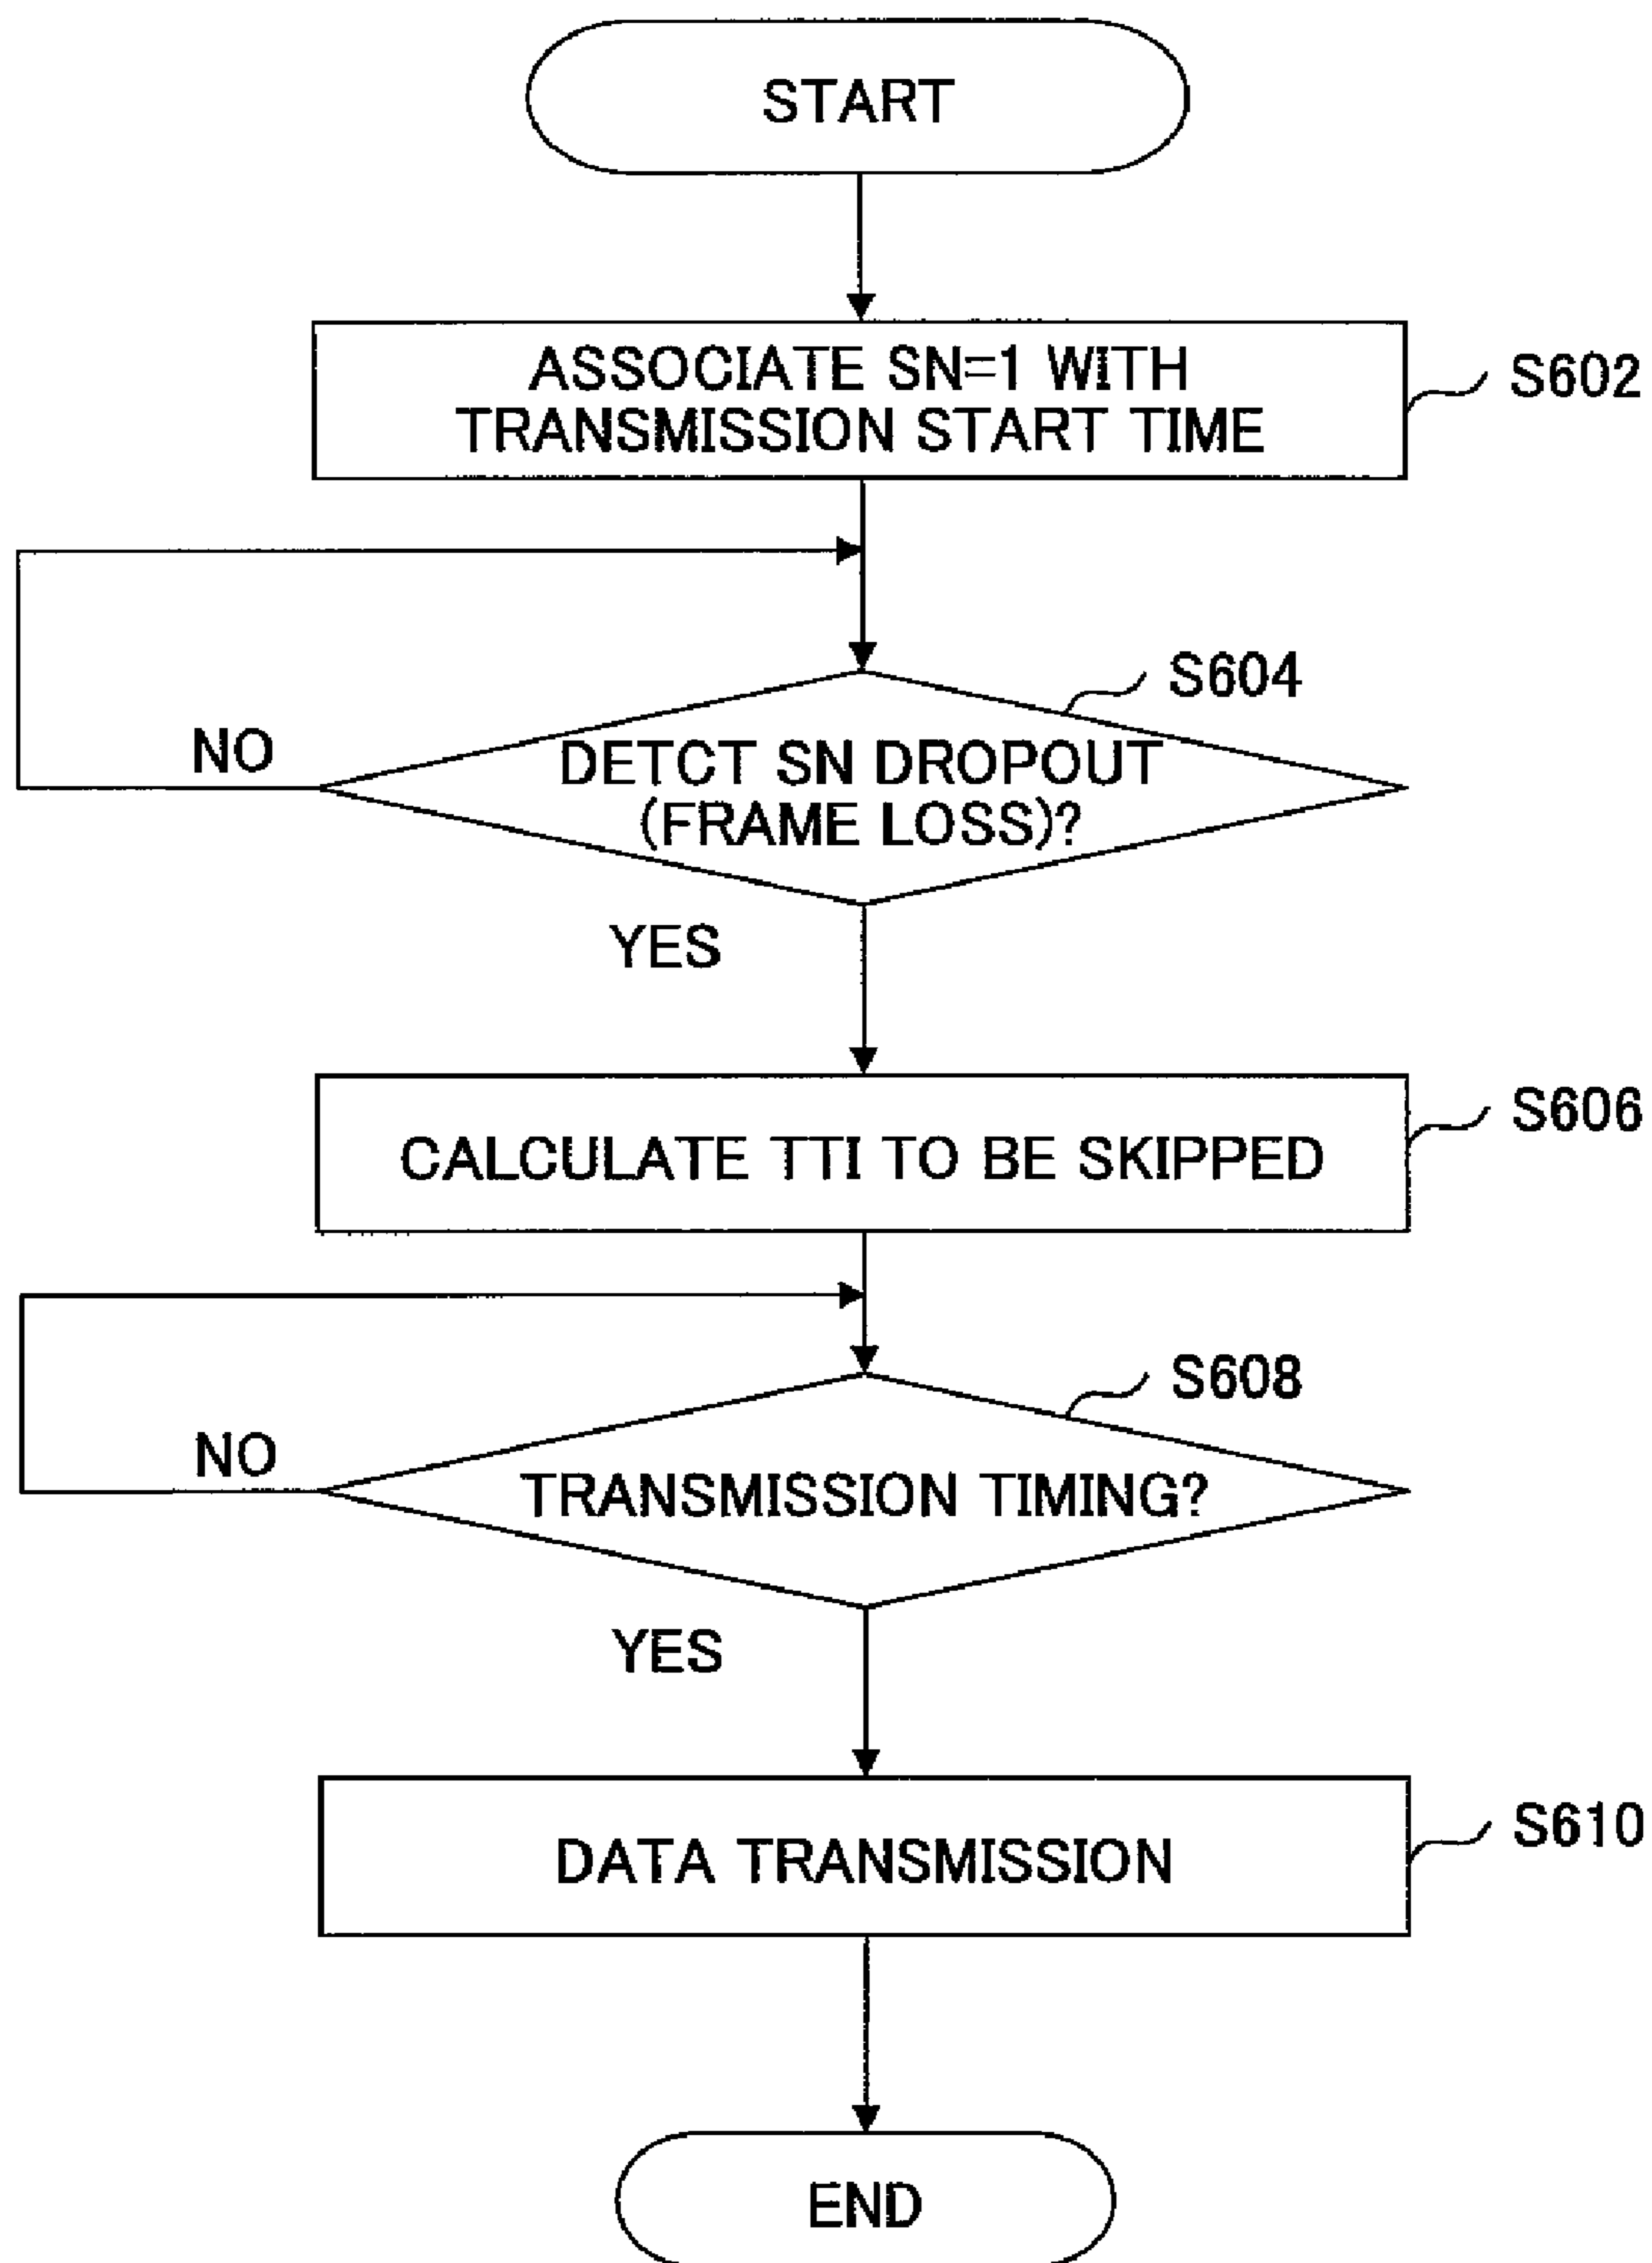 START
ASSOCIATE SN=1 WITH
TRANSMISSION START TIME
S602
S604
NO
DETCT SN DROPOUT
(FRAME LOSS)?
YES
CALCULATE TTI TO BE SKIPPED
S606
S608
NO
TRANSMISSION TIMING?
YES
DATA TRANSMISSION
S610
END